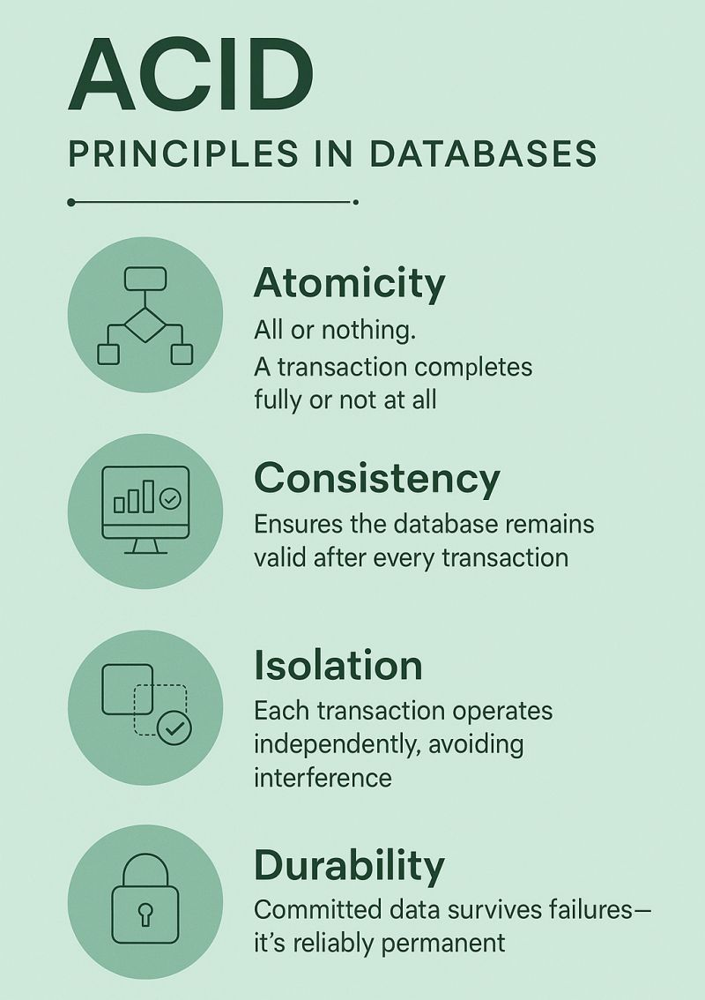 ACID
PRINCIPLES IN DATABASES
Atomicity
All or nothing.
A transaction completes
fully or not at all
Consistency
Ensures the database remains
valid after every transaction
Isolation
Each transaction operates
independently, avoiding
interference
Durability
Committed data survives failures—
it’s reliably permanent